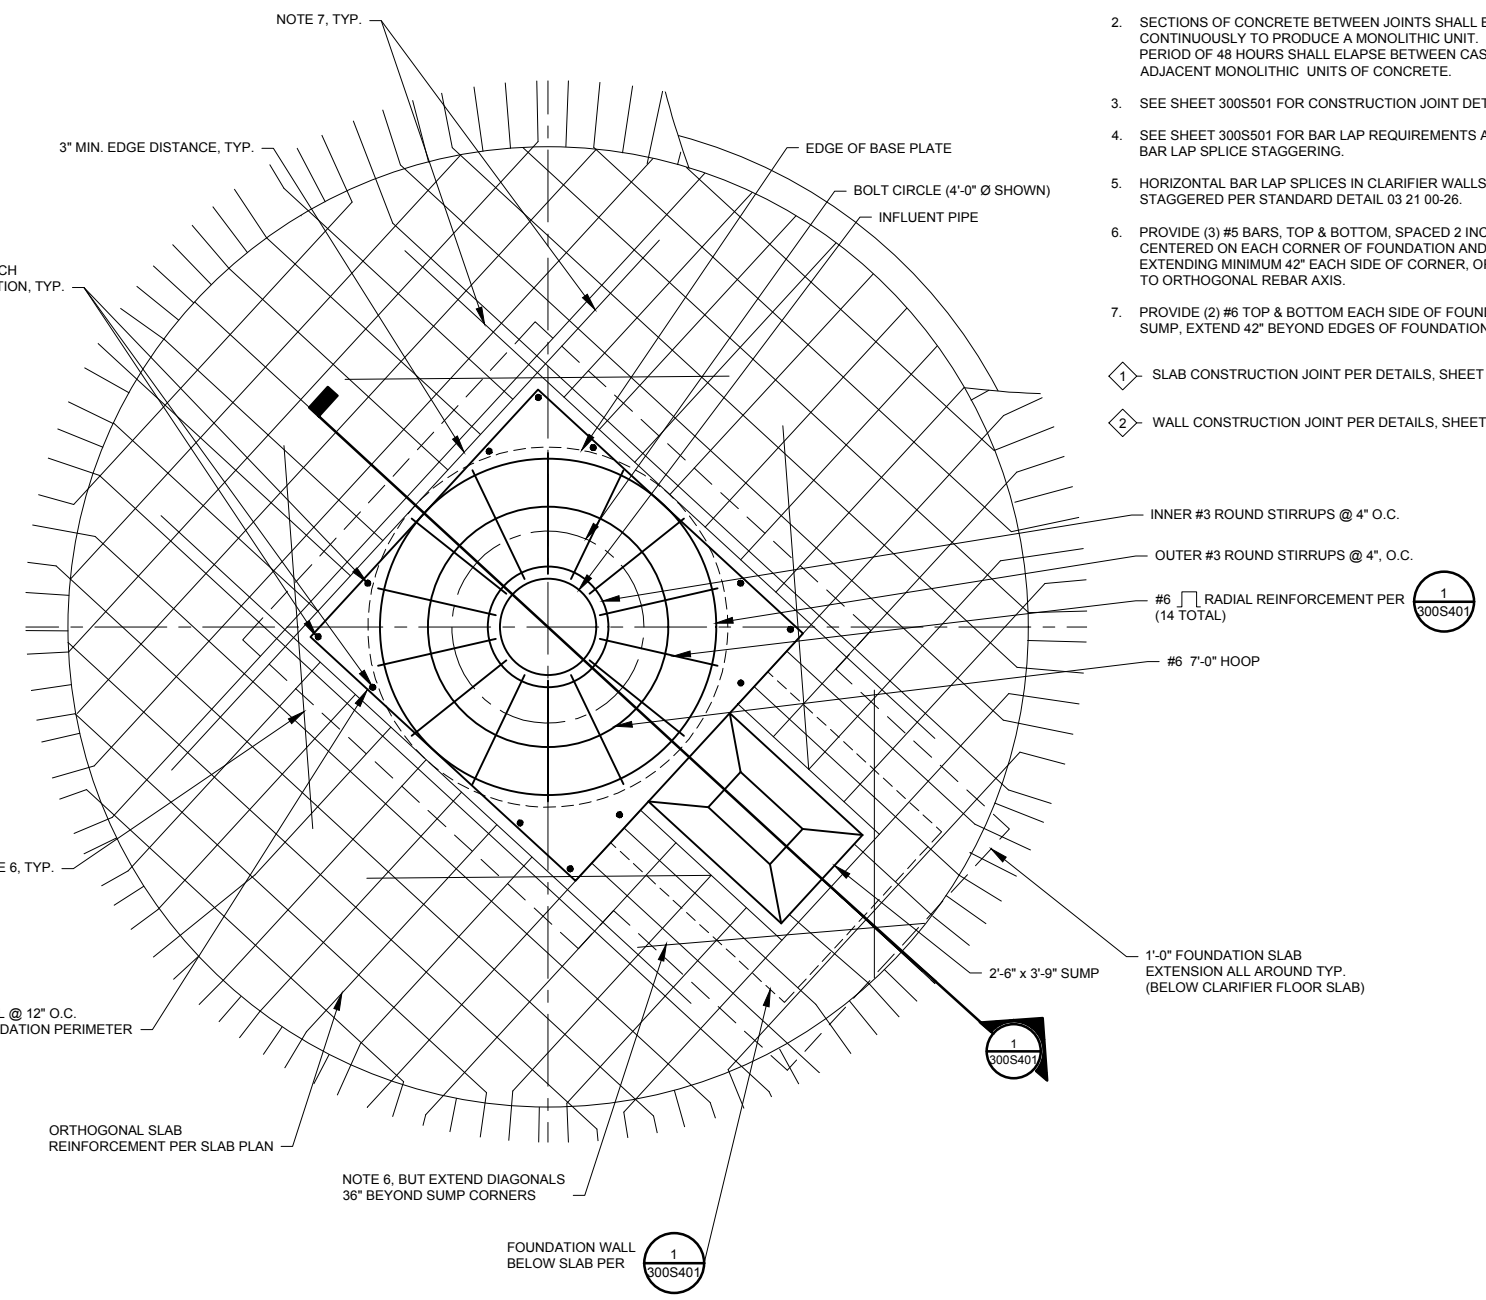 NOTE 7, TYP.
3" MIN. EDGE DISTANCE, TYP.
EDGE OF BASE PLATE
BOLT CIRCLE (4'-0" Ø SHOWN)
INFLUENT PIPE
CH
TION, TYP.
2. SECTIONS OF CONCRETE BETWEEN JOINTS SHALL
CONTINUOUSLY TO PRODUCE A MONOLITHIC UNIT.
PERIOD OF 48 HOURS SHALL ELAPSE BETWEEN CAS
ADJACENT MONOLITHIC UNITS OF CONCRETE.
3. SEE SHEET 300S501 FOR CONSTRUCTION JOINT DET
4. SEE SHEET 300S501 FOR BAR LAP REQUIREMENTS A
BAR LAP SPLICE STAGGERING.
5. HORIZONTAL BAR LAP SPLICES IN CLARIFIER WALLS
STAGGERED PER STANDARD DETAIL 03 21 00-26.
6. PROVIDE (3) #5 BARS, TOP & BOTTOM, SPACED 2 INC
CENTERED ON EACH CORNER OF FOUNDATION AND
EXTENDING MINIMUM 42" EACH SIDE OF CORNER,
TO ORTHOGONAL REBAR AXIS.
7. PROVIDE (2) #6 TOP & BOTTOM EACH SIDE OF FOUN
SUMP, EXTEND 42" BEYOND EDGES OF FOUNDATION
1 SLAB CONSTRUCTION JOINT PER DETAILS, SHEET
2 WALL CONSTRUCTION JOINT PER DETAILS, SHEET
INNER #3 ROUND STIRRUPS @ 4" O.C.
OUTER #3 ROUND STIRRUPS @ 4", O.C.
#6 RADIAL REINFORCEMENT PER
(14 TOTAL)
1
300S401
#6 7'-0" HOOP
E 6, TYP.
L @ 12" O.C.
DATION PERIMETER
2'-6" x 3'-9" SUMP
1'-0" FOUNDATION SLAB
EXTENSION ALL AROUND TYP.
(BELOW CLARIFIER FLOOR SLAB)
1
300S401
ORTHOGONAL SLAB
REINFORCEMENT PER SLAB PLAN
NOTE 6, BUT EXTEND DIAGONALS
36" BEYOND SUMP CORNERS
FOUNDATION WALL
BELOW SLAB PER
1
300S401